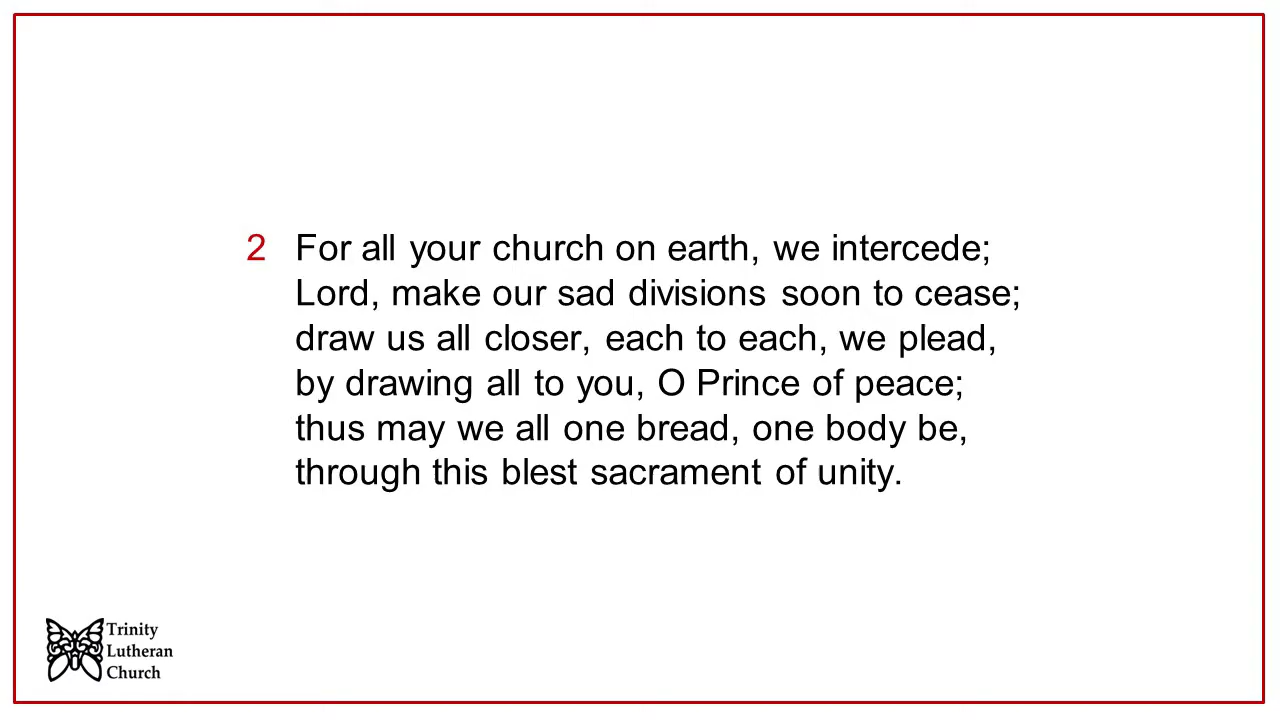 2 For all your church on earth, we intercede;
Lord, make our sad divisions soon to cease;
draw us all closer, each to each, we plead,
by drawing all to you, O Prince of peace;
thus may we all one bread, one body be,
through this blest sacrament of unity.
Trinity
Lutheran
Church